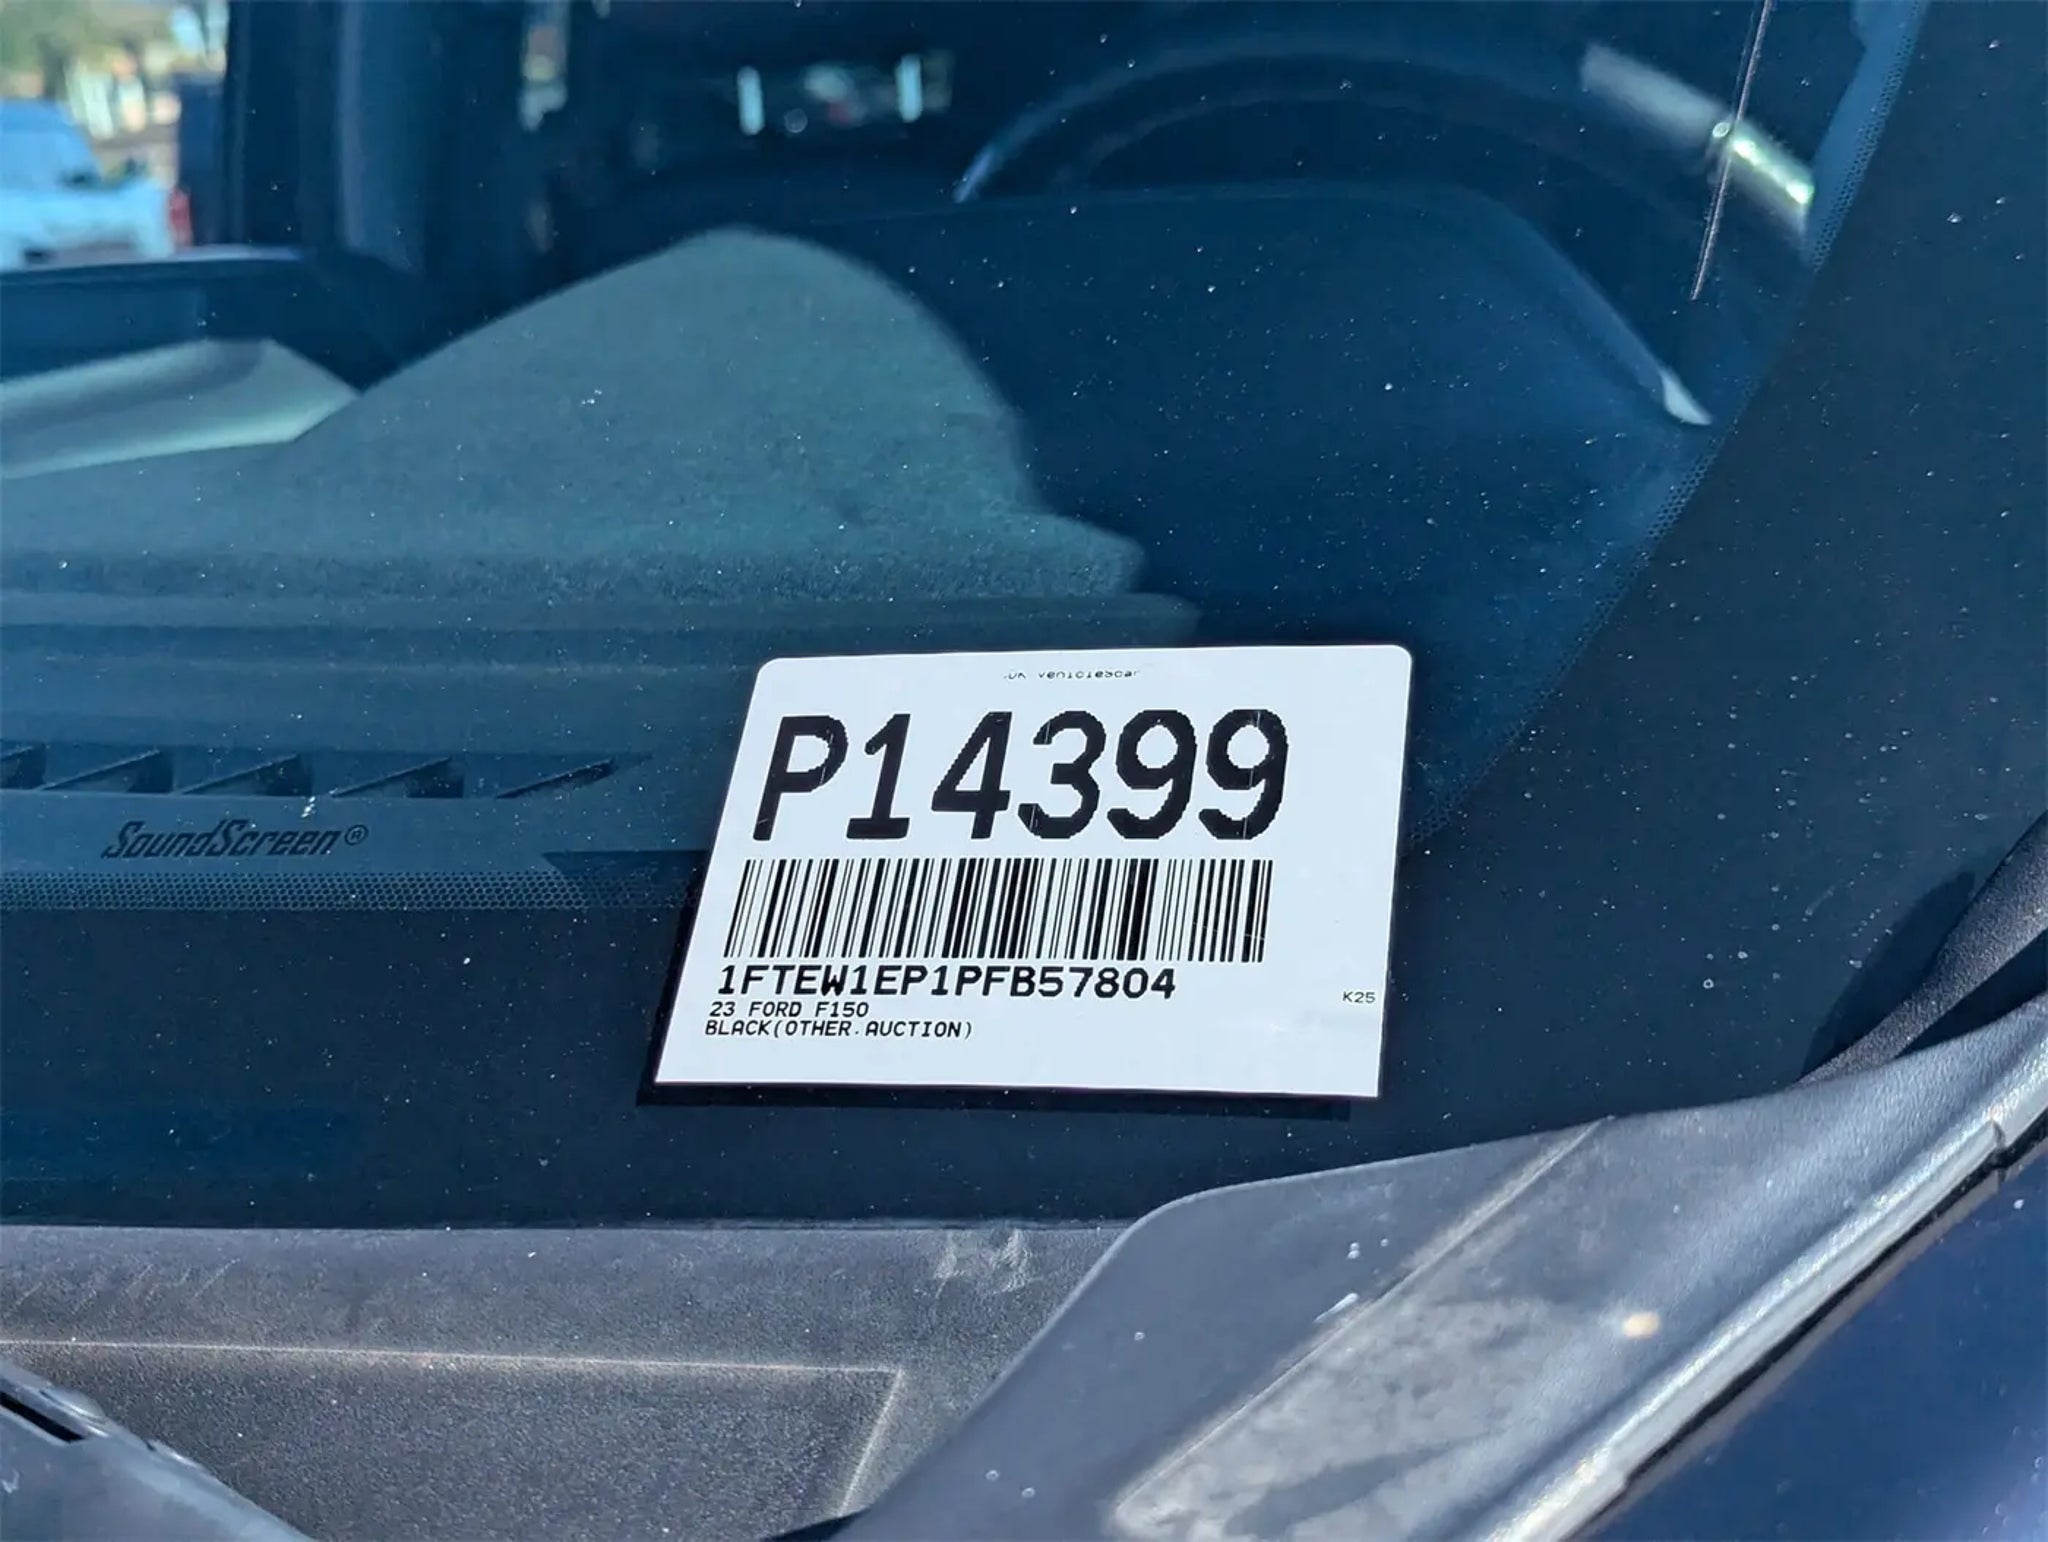 P14399
1FTEW1EP1PFB57804
23 FORD F150
K25
BLACK(OTHER.AUCTION)
SoundScreen®